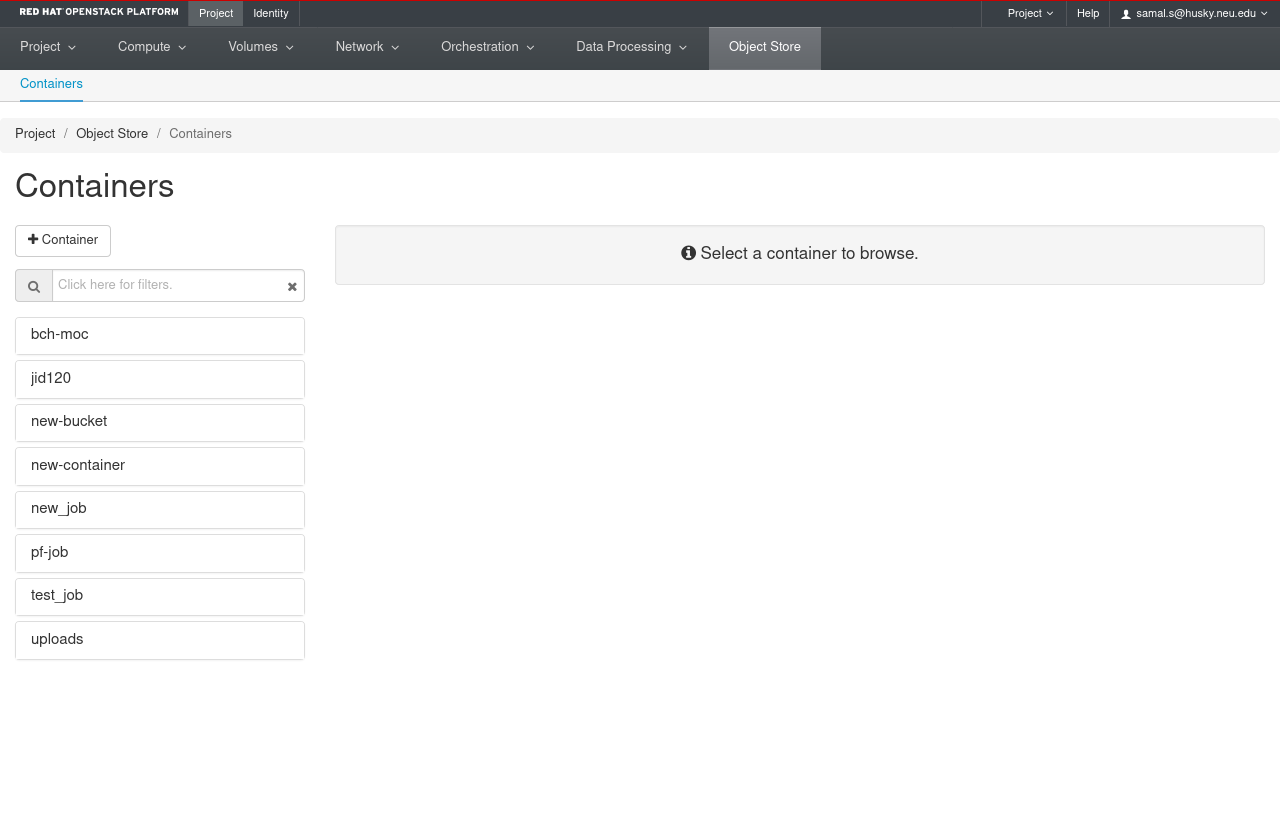 RED HAT OPENSTACK PLATFORM Project Identity Project Help samal.s@husky.neu.edu
Project Compute Volumes Network Orchestration Data Processing Object Store
Containers
Project / Object Store / Containers
Containers
Container
Select a container to browse.
Click here for filters.
bch-moc
jid120
new-bucket
new-container
new_job
pf-job
test_job
uploads